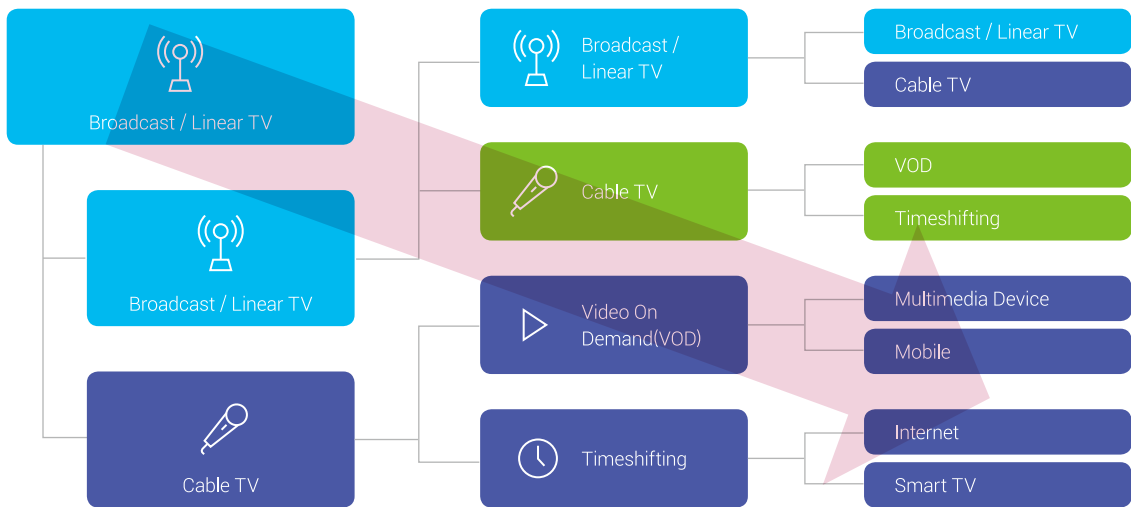 Broadcast / Linear TV
Broadcast / Linear TV
Cable TV
Broadcast /
Linear TV
Cable TV
Video On
Demand(VOD)
Timeshifting
Broadcast / Linear TV
Cable TV
VOD
Timeshifting
Multimedia Device
Mobile
Internet
Smart TV